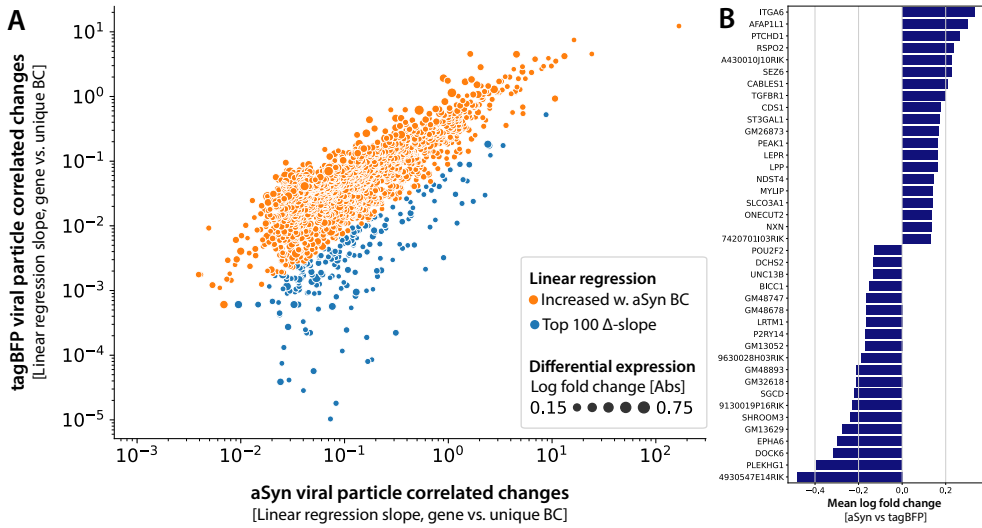 A
tagBFP viral particle correlated changes
[Linear regression slope, gene vs. unique BC]
10¹
10⁰
10⁻¹
10⁻²
10⁻³
10⁻⁴
10⁻⁵
10⁻³
10⁻²
10⁻¹
10⁰
10¹
10²
aSyn viral particle correlated changes
[Linear regression slope, gene vs. unique BC]
Linear regression
Increased w. aSyn BC
Top 100 Δ-slope
Differential expression
Log fold change [Abs]
0.15 0.75
B
ITGA6
AFAP1L1
PTCHD1
RSPO2
A430010J10RIK
SEZ6
CABLES1
TGFBR1
CDS1
ST3GAL1
GM26873
PEAK1
LEPR
LPP
NDST4
MYLIP
SLCO3A1
ONECUT2
NXN
7420701I03RIK
POU2F2
DCHS2
UNC13B
BICC1
GM48747
GM48678
LRTM1
P2RY14
GM13052
9630028H03RIK
GM48893
GM32618
SGCD
9130019P16RIK
SHROOM3
GM13629
EPHA6
DOCK6
PLEKHG1
4930547E14RIK
−0,4 −0,2 0,0 0,2
Mean log fold change
[aSyn vs tagBFP]